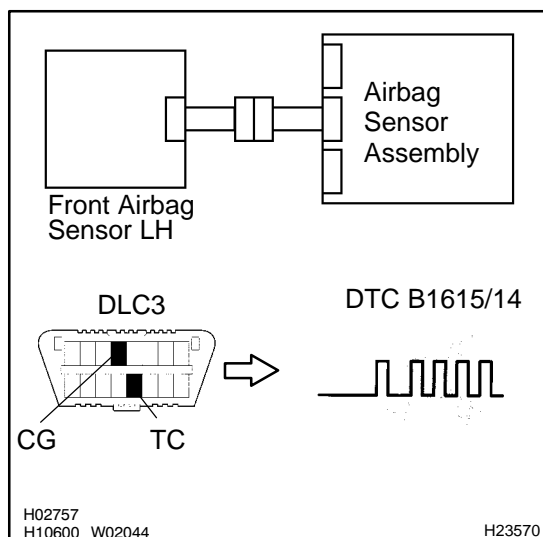 Airbag
Sensor
Assembly
Front Airbag
Sensor LH
DLC3
DTC B1615/14
CG
TC
H02757
H10600 W02044
H23570